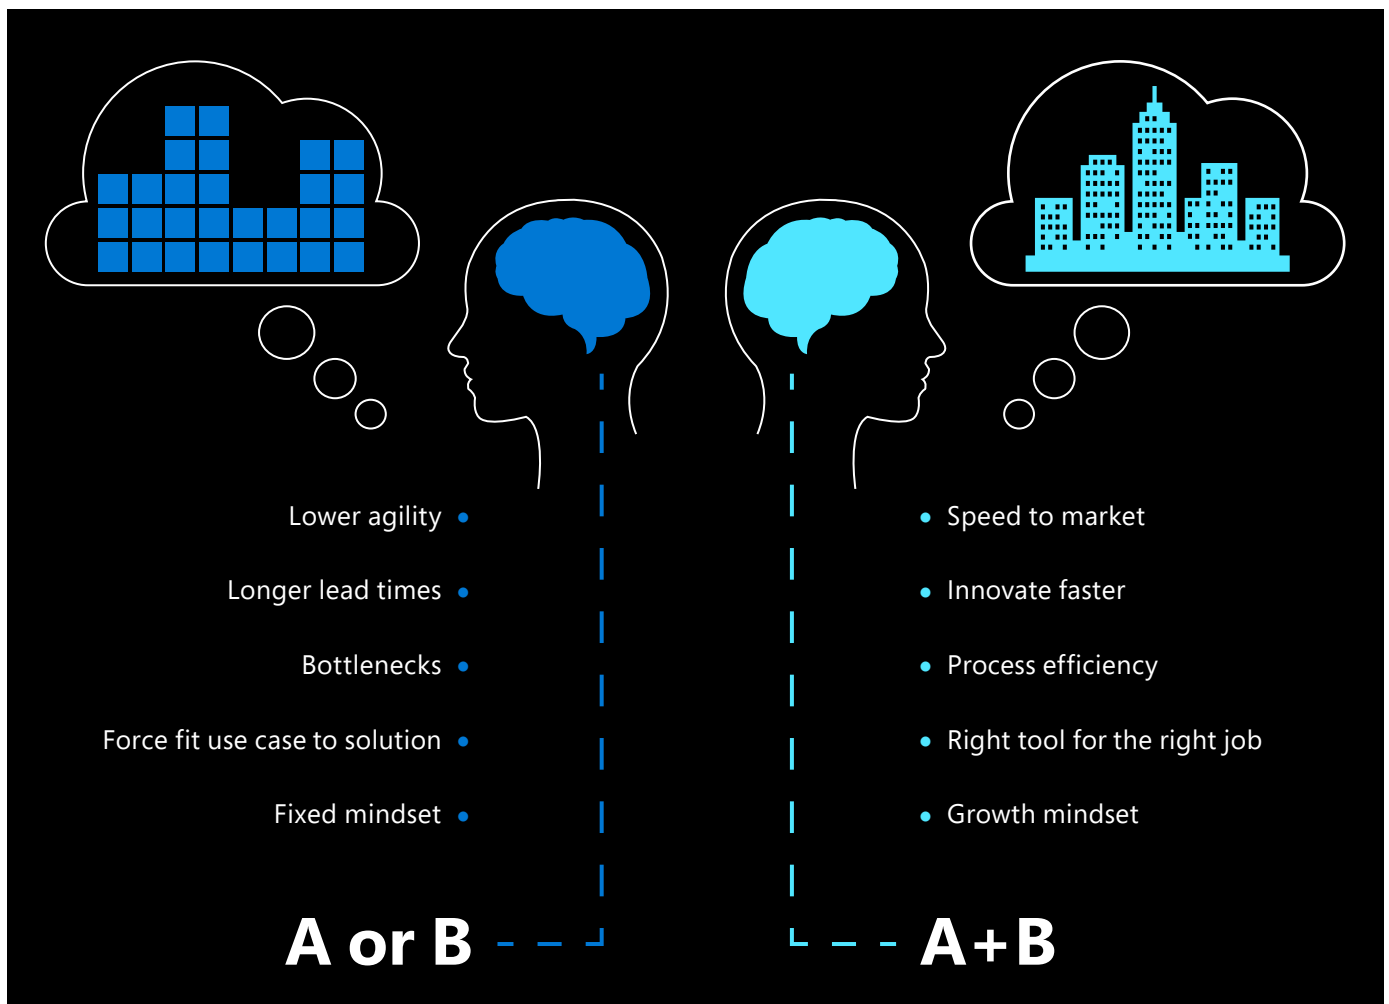 Lower agility
Longer lead times
Bottlenecks
Force fit use case to solution
Fixed mindset
A or B
Speed to market
Innovate faster
Process efficiency
Right tool for the right job
Growth mindset
A+B